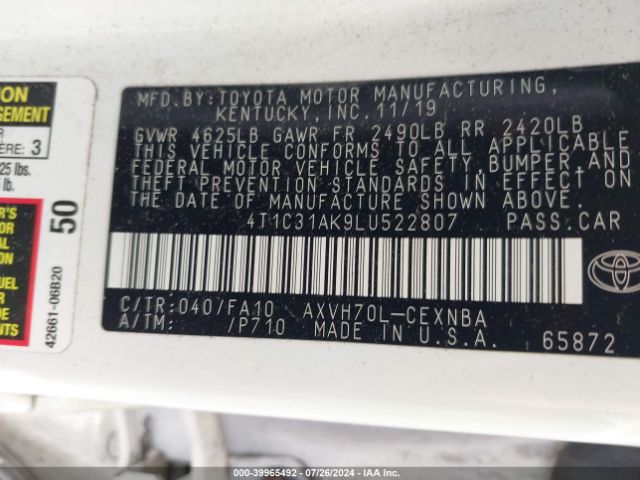 MFD.BY:TOYOTA MOTOR MANUFACTURING,
KENTUCKY, INC. 11/19
GVWR 4625LB GAWR FR 2490LB RR 2420LB
THIS VEHICLE CONFORMS TO ALL APPLICABLE
FEDERAL MOTOR VEHICLE SAFETY,BUMPER AND
THEFT PREVENTION STANDARDS IN EFFECT ON
THE DATE OF MANUFACTURE SHOWN ABOVE.
4T1C31AK9LU522807 PASS.CAR
C/TR:040/FA10 AXVH70L-CEXNBA
A/TM: /P710 MADE IN U.S.A. 65872
TOYOTA
ERE: 3
25 lbs.
lb.
50
42661-06B20
000-39965492 / 07/26/2024 / IAA Inc.